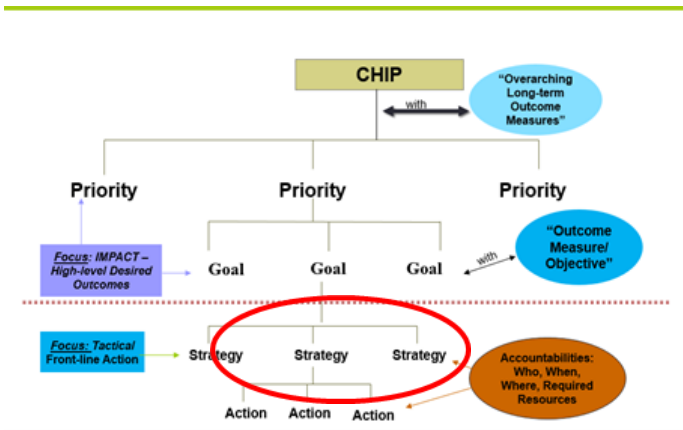 CHIP
with
“Overarching
Long-term
Outcome
Measures”
Priority
Priority
Priority
Focus: IMPACT –
High-level Desired
Outcomes
Goal
Goal
Goal
with
“Outcome
Measure/
Objective”
Focus: Tactical
Front-line Action
Strategy
Strategy
Strategy
Accountabilities:
Who, When,
Where, Required
Resources
Action
Action
Action